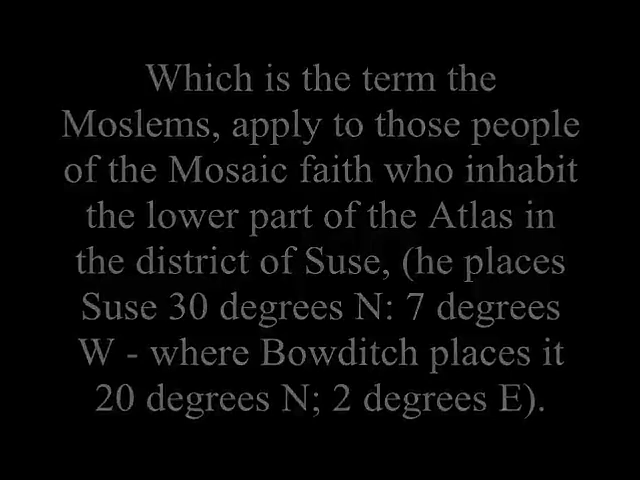 Which is the term the
Moslems, apply to those people
of the Mosaic faith who inhabit
the lower part of the Atlas in
the district of Suse, (he places
Suse 30 degrees N: 7 degrees
W - where Bowditch places it
20 degrees N; 2 degrees E).